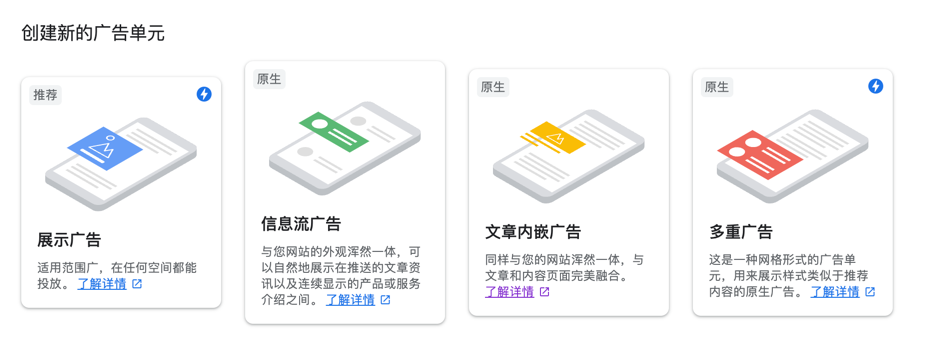 创建新的广告单元
推荐
展示广告
适用范围广，在任何空间都能
投放。 了解详情
原生
信息流广告
与您网站的外观浑然一体，可
以自然地展示在推送的文章资
讯以及连续显示的产品或服务
介绍之间。 了解详情
原生
文章内嵌广告
同样与您的网站浑然一体，与
文章和内容页面完美融合。
了解详情
原生
多重广告
这是一种网格形式的广告单
元，用来展示样式类似于推荐
内容的原生广告。 了解详情